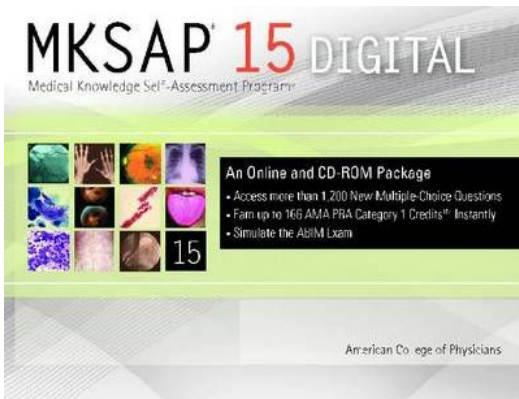 MKSAP® 15 DIGITAL
Medical Knowledge Self-Assessment Program®
An Online and CD-ROM Package
• Access more than 1,200 New Multiple-Choice Questions
• Earn up to 166 AMA PRA Category 1 Credits™ Instantly
• Simulate the ABIM Exam
15
American College of Physicians